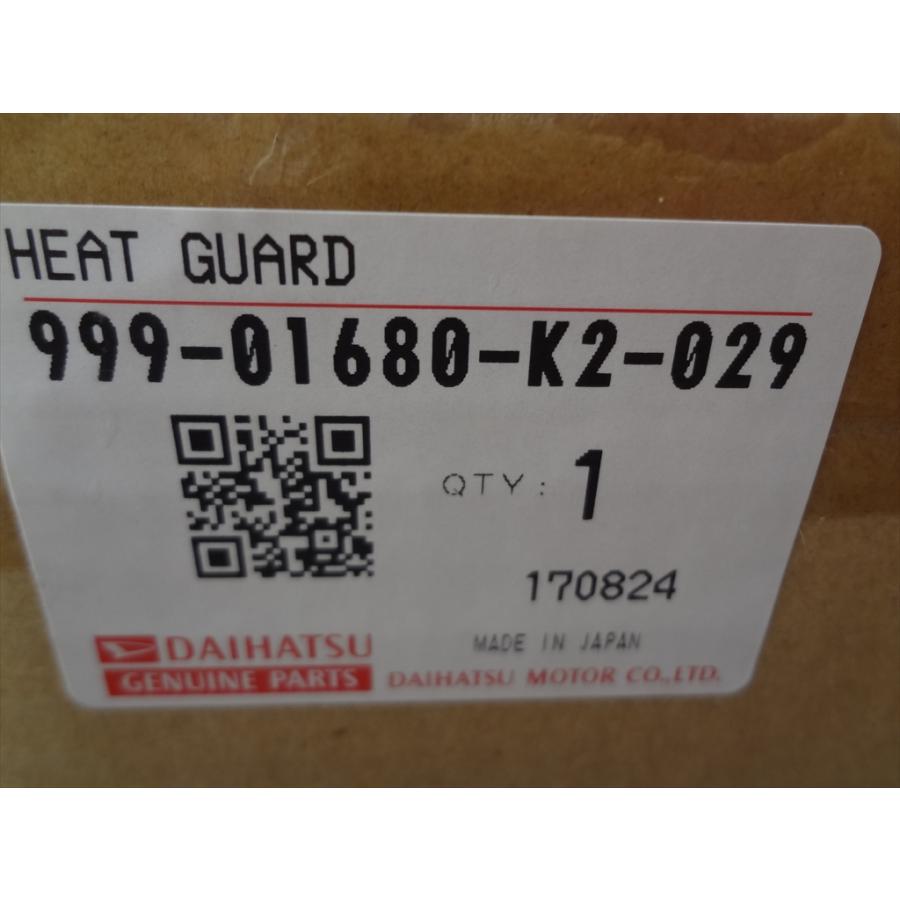 HEAT GUARD
999-01680-K2-029
QTY: 1
170824
MADE IN JAPAN
DAIHATSU
GENUINE PARTS
DAIHATSU MOTOR CO.,LTD.